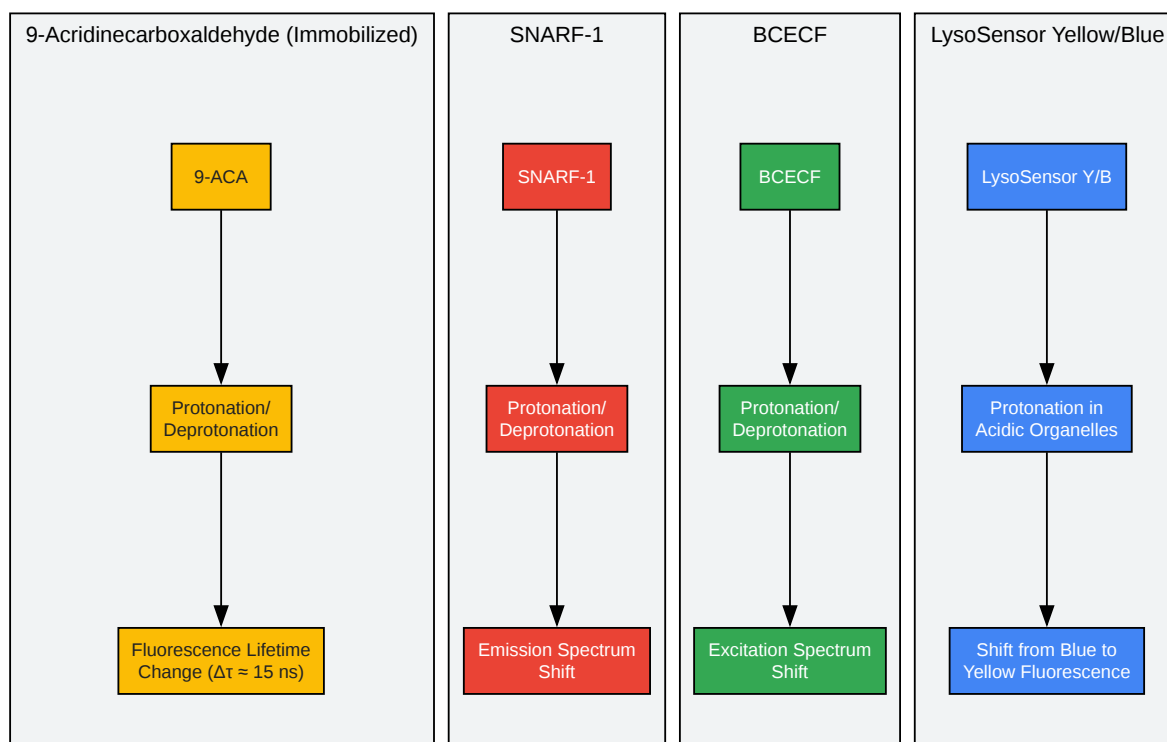 9-Acridinecarboxaldehyde (Immobilized)
9-ACA
Protonation/
Deprotonation
Fluorescence Lifetime
Change (Δτ ≈ 15 ns)
SNARF-1
SNARF-1
Protonation/
Deprotonation
Emission Spectrum
Shift
BCECF
BCECF
Protonation/
Deprotonation
Excitation Spectrum
Shift
LysoSensor Yellow/Blue
LysoSensor Y/B
Protonation in
Acidic Organelles
Shift from Blue to
Yellow Fluorescence